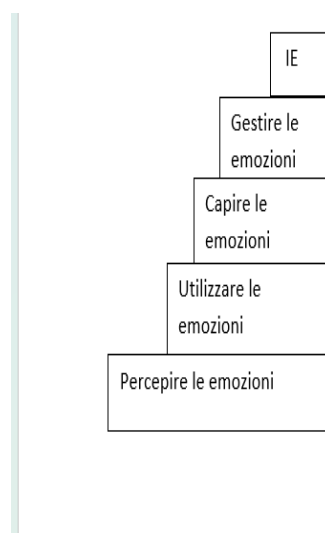 IE
Gestire le
emozioni
Capire le
emozioni
Utilizzare le
emozioni
Percepire le emozioni